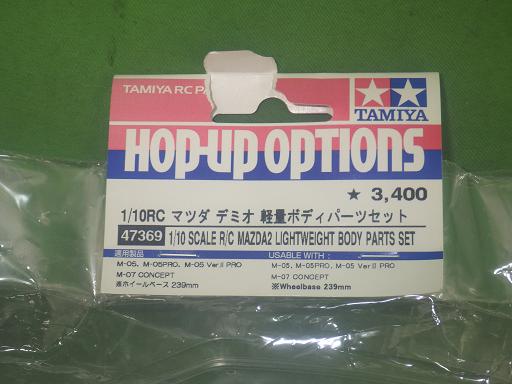 TAMIYA RC PA
TAMIYA
HOP-UP OPTIONS
★ 3,400
1/10RC マツダ デミオ 軽量ボディパーツセット
47369 1/10 SCALE R/C MAZDA2 LIGHTWEIGHT BODY PARTS SET
適用製品
M-05, M-05PRO, M-05 Ver.II PRO
M-07 CONCEPT
※ホイールベース 239mm
USABLE WITH :
M-05, M-05PRO, M-05 Ver.II PRO
M-07 CONCEPT
※Wheelbase 239mm